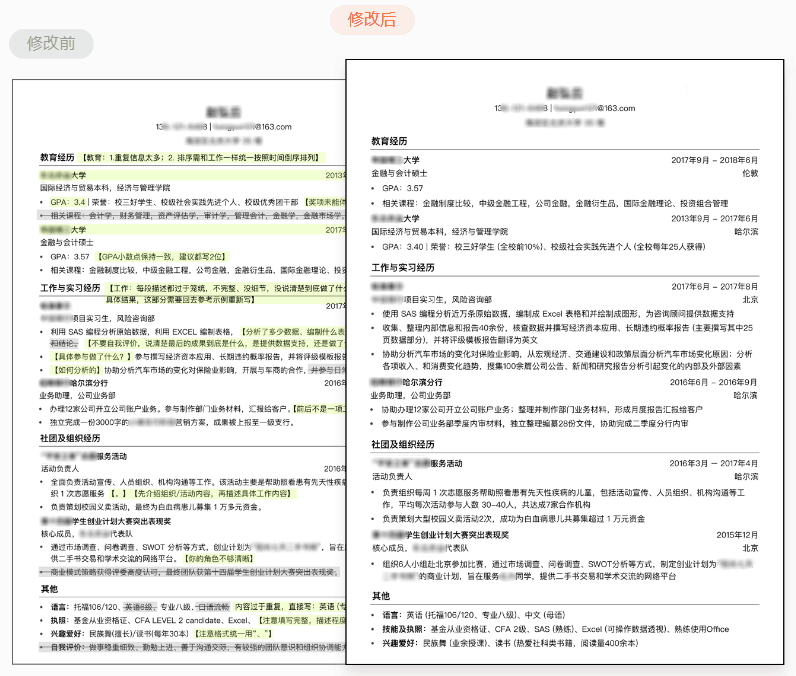 修改后
修改前
13 8 | @163.com
教育经历 【教育：1.重复信息太多；2. 排序需和工作一样统一按照时间倒序排列】
大学 2013
国际经济与贸易本科，经济与管理学院
• GPA：3.4 | 荣誉：校三好学生、校级社会实践先进个人、校级优秀团干部 【奖项未能体
• 相关课程：会计学，财务管理，资产评估学，审计学，管理会计，金融学，金融市场学，
大学 2017
金融与会计硕士
• GPA：3.57 【GPA小数点保持一致，建议都写2位】
• 相关课程：金融制度比较，中级金融工程，公司金融，金融衍生品，国际金融理论、投资
工作与实习经历 【工作：每段描述都过于笼统，不完整、没细节，没说清楚到底做了什
具体结果，这部分需要回去参考示例重新写】
2017
项目实习生，风险咨询部
• 利用 SAS 编程分析原始数据，利用 EXCEL 编制表格，【分析了多少数据、编制什么表
和结论。 【不要自我评价，说清楚最后的成果到底是什么，是提供数据支持，还是做了
• 【具体参与做了什么？】参与撰写经济资本应用、长期违约概率报告，并将评级模板报告
• 【如何分析的】协助分析汽车市场的变化对保险业影响，开展与车商的合作，并参与日
哈尔滨分行 2016
业务助理，公司业务部
• 办理12家公司开立公司账户业务，参与制作部门业务材料，汇报给客户。【前后不是一项工
• 独立完成一份3000字的 营销方案，成果被上报至一级支行。
社团及组织经历
服务活动
活动负责人 2016
• 全面负责活动宣传、人员组织、机构沟通等工作。该活动主要是帮助照看患有先天性疾病
织 1 次志愿服务 【。】【先介绍组织/活动内容，再描述具体工作内容】
• 负责策划校园义卖活动，最终为白血病患儿募集 1 万多元资金。
学生创业计划大赛突出表现奖
核心成员， 代表队
• 通过市场调查，问卷调查、SWOT 分析等方式，创业计划为 ，旨在
供二手书交易和学术交流的网络平台。 【你的角色不够清晰】
• 商业模式策略获得评委高度认可，最终团队获第十四届学生创业计划大赛突出表现奖。
其他
• 语言：托福106/120、英语6级、专业八级，口语流畅 内容过于重复，直接写：英语 (专
• 执照：基金从业资格证、CFA LEVEL 2 candidate、Excel、【注意填写完整，描述程度
• 兴趣爱好：民族舞(擅长)/读书(每年30本) 【注意格式统一用“、”】
• 自我评价：做事稳重细致、勤勉上进、善于沟通交际，有较强的团队意识和组织协调能
13 8 | @163.com
教育经历
大学 2017年9月 – 2018年6月
金融与会计硕士 伦敦
• GPA：3.57
• 相关课程：金融制度比较、中级金融工程，公司金融，金融衍生品，国际金融理论、投资组合管理
大学 2013年9月 – 2017年6月
国际经济与贸易本科，经济与管理学院 哈尔滨
• GPA：3.40 | 荣誉：校三好学生 (全校前10%)、校级社会实践先进个人 (全校每年25人获得)
工作与实习经历
2017年6月 – 2017年8月
项目实习生，风险咨询部 北京
• 使用 SAS 编程分析近万条原始数据，编制成 Excel 表格和并绘制成图形，为咨询顾问提供数据支持
• 收集、整理内部信息和报告40余份，核查数据并撰写经济资本应用、长期违约概率报告 (主要撰写其中25
页数据部分)，并将评级模板报告翻译为英文
• 协助分析汽车市场的变化对保险业影响，从宏观经济、交通建设和政策层面分析汽车市场变化原因；分析
各项收入、和消费变化趋势，搜集100余篇公司公告、新闻和研究报告分析引起变化的内部及外部因素
哈尔滨分行 2016年6月 – 2016年9月
业务助理，公司业务部 哈尔滨
• 协助办理12家公司开立公司账户业务；整理并制作部门业务材料，形成月度报告汇报给客户
• 参与制作公司业务部季度内审材料，独立整理编纂28份文件，协助完成二季度分行内审
社团及组织经历
服务活动 2016年3月 – 2017年4月
活动负责人 哈尔滨
• 负责组织每周 1 次志愿服务帮助照看患有先天性疾病的儿童，包括活动宣传、人员组织、机构沟通等工
作，平均每次活动参与人数 30-40人，共达成7家合作机构
• 负责策划大型校园义卖活动2次，成功为白血病患儿共募集超过 1 万元资金
学生创业计划大赛突出表现奖 2015年12月
核心成员， 代表队 北京
• 组织6人小组赴北京参加比赛，通过市场调查、问卷调查、SWOT 分析等方式，制定创业计划为
的商业计划，旨在服务 同学，提供二手书交易和学术交流的网络平台
其他
• 语言：英语 (托福106/120、专业八级)、中文 (母语)
• 技能及执照：基金从业资格证、CFA 2级、SAS (熟练)、Excel (可操作数据透视)、熟练使用Office
• 兴趣爱好：民族舞 (业余授课)、读书 (热爱社科类书籍，阅读量400余本)